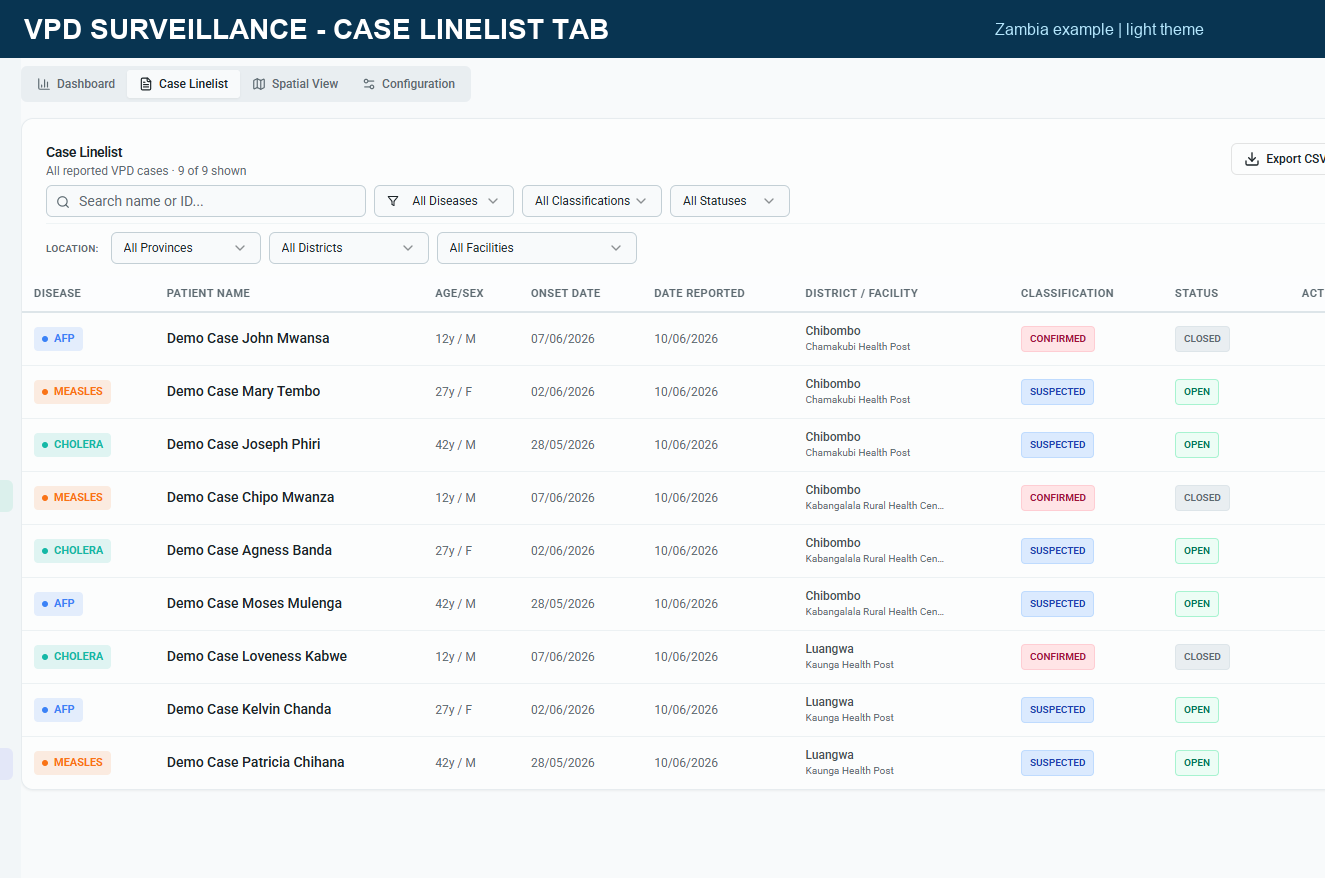 VPD SURVEILLANCE - CASE LINELIST TAB Zambia example | light theme
Dashboard Case Linelist Spatial View Configuration
Case Linelist
All reported VPD cases · 9 of 9 shown
Export CSV
Search name or ID... All Diseases All Classifications All Statuses
LOCATION: All Provinces All Districts All Facilities
DISEASE PATIENT NAME AGE/SEX ONSET DATE DATE REPORTED DISTRICT / FACILITY CLASSIFICATION STATUS ACT
AFP Demo Case John Mwansa 12y / M 07/06/2026 10/06/2026 Chibombo CONFIRMED CLOSED
Chamakubi Health Post
MEASLES Demo Case Mary Tembo 27y / F 02/06/2026 10/06/2026 Chibombo SUSPECTED OPEN
Chamakubi Health Post
CHOLERA Demo Case Joseph Phiri 42y / M 28/05/2026 10/06/2026 Chibombo SUSPECTED OPEN
Chamakubi Health Post
MEASLES Demo Case Chipo Mwanza 12y / M 07/06/2026 10/06/2026 Chibombo CONFIRMED CLOSED
Kabangalala Rural Health Cen...
CHOLERA Demo Case Agness Banda 27y / F 02/06/2026 10/06/2026 Chibombo SUSPECTED OPEN
Kabangalala Rural Health Cen...
AFP Demo Case Moses Mulenga 42y / M 28/05/2026 10/06/2026 Chibombo SUSPECTED OPEN
Kabangalala Rural Health Cen...
CHOLERA Demo Case Loveness Kabwe 12y / M 07/06/2026 10/06/2026 Luangwa CONFIRMED CLOSED
Kaunga Health Post
AFP Demo Case Kelvin Chanda 27y / F 02/06/2026 10/06/2026 Luangwa SUSPECTED OPEN
Kaunga Health Post
MEASLES Demo Case Patricia Chihana 42y / M 28/05/2026 10/06/2026 Luangwa SUSPECTED OPEN
Kaunga Health Post